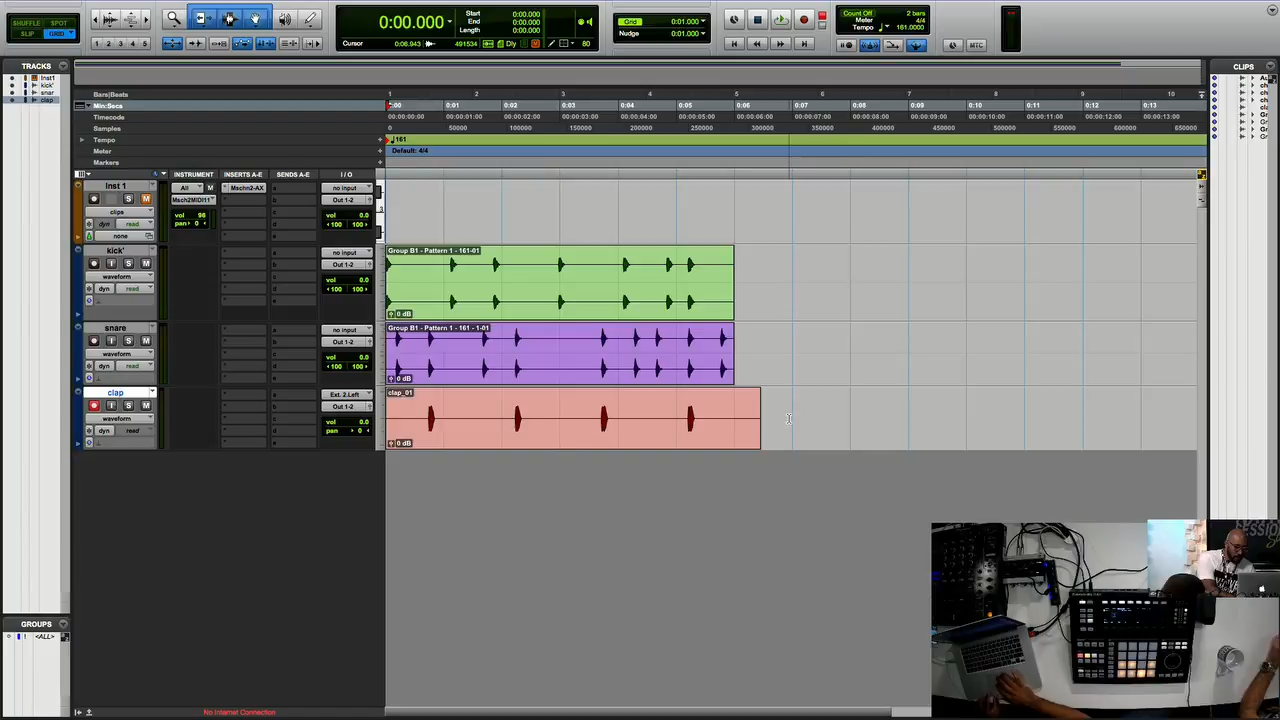 SHUFFLE SPOT
SLIP GRID
1 2 3 4 5
0:00.000
Start 0:00.000
End 0:00.000
Length 0:00.000
Cursor 0:06.943 491534 Dly 80
Grid 0:01.000
Nudge 0:01.000
Count Off 2 bars
Meter 4/4
Tempo 161.0000
MTC
TRACKS
Inst1
kick'
snar
clap
CLIPS
Bars|Beats 1 2 3 4 5 6 7 8 9 10
Min:Secs 0:00 0:01 0:02 0:03 0:04 0:05 0:06 0:07 0:08 0:09 0:10 0:11 0:12 0:13
Timecode 00:00:00:00 00:00:01:00 00:00:02:00 00:00:03:00 00:00:04:00 00:00:05:00 00:00:06:00 00:00:07:00 00:00:08:00 00:00:09:00 00:00:10:00 00:00:11:00 00:00:12:00 00:00:13:00
Samples 0 50000 100000 150000 200000 250000 300000 350000 400000 450000 500000 550000 600000 650000
Tempo 161
Meter Default: 4/4
Markers
INSTRUMENT INSERTS A-E SENDS A-E I / O
Inst 1
S M
clips
dyn read
none
All M
Msch2MIDI11
vol 96
pan 0
Mschn2-AX
a
b
c
d
e
no input
Out 1-2
vol 0.0
100 100
kick'
I S M
waveform
dyn read
a
b
c
d
e
no input
Out 1-2
vol 0.0
100 100
Group B1 - Pattern 1 - 161-01
0 dB
snare
I S M
waveform
dyn read
a
b
c
d
e
no input
Out 1-2
vol 0.0
100 100
Group B1 - Pattern 1 - 161 - 1-01
0 dB
clap
I S M
waveform
dyn read
a
b
c
d
e
Ext. 2.Left
Out 1-2
vol 0.0
pan 0
clap_01
0 dB
GROUPS
1 <ALL>
No Internet Connection